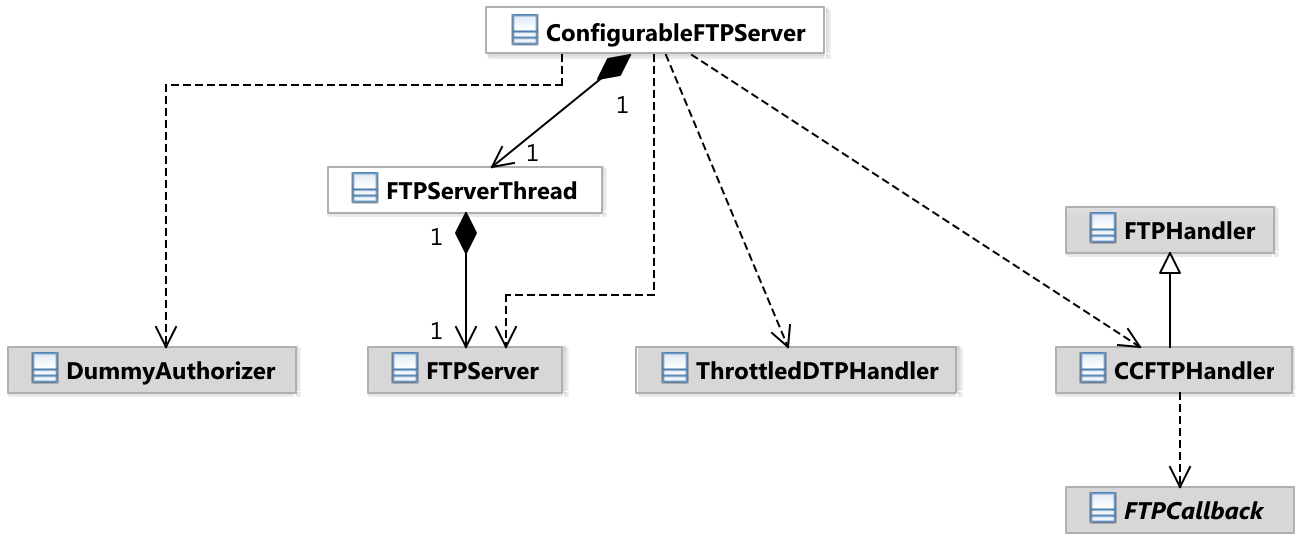 ConfigurableFTPServer
1
1
FTPServerThread
1
FTPHandler
1
DummyAuthorizer
FTPServer
ThrottledDTPHandler
CCFTPHandler
FTPCallback